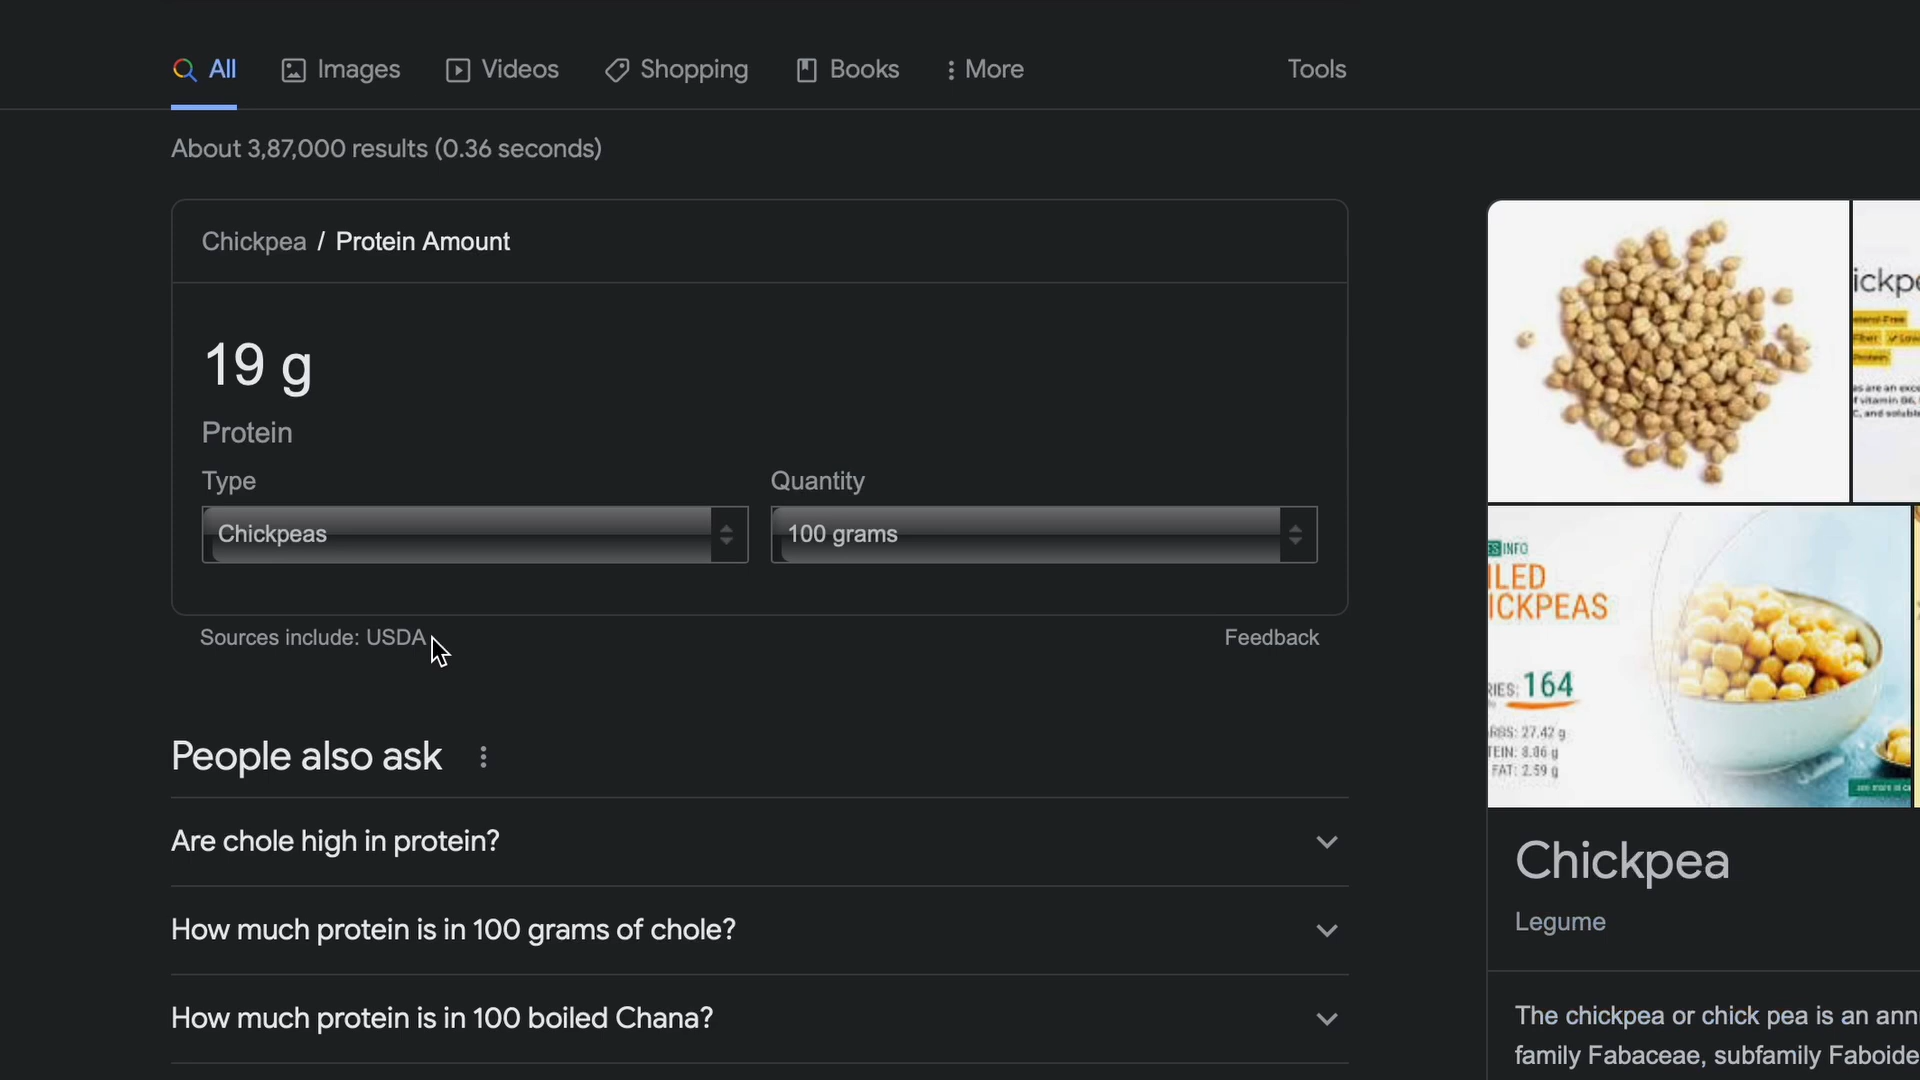 All Images Videos Shopping Books More Tools
About 3,87,000 results (0.36 seconds)
Chickpea / Protein Amount
19 g
Protein
Type Quantity
Chickpeas 100 grams
Sources include: USDA Feedback
People also ask
Are chole high in protein?
How much protein is in 100 grams of chole?
How much protein is in 100 boiled Chana?
ickpe
INFO
ILED
ICKPEAS
RIES: 164
RBS: 27.42 g
TEIN: 8.86 g
FAT: 2.59 g
Chickpea
Legume
The chickpea or chick pea is an ann
family Fabaceae, subfamily Faboide